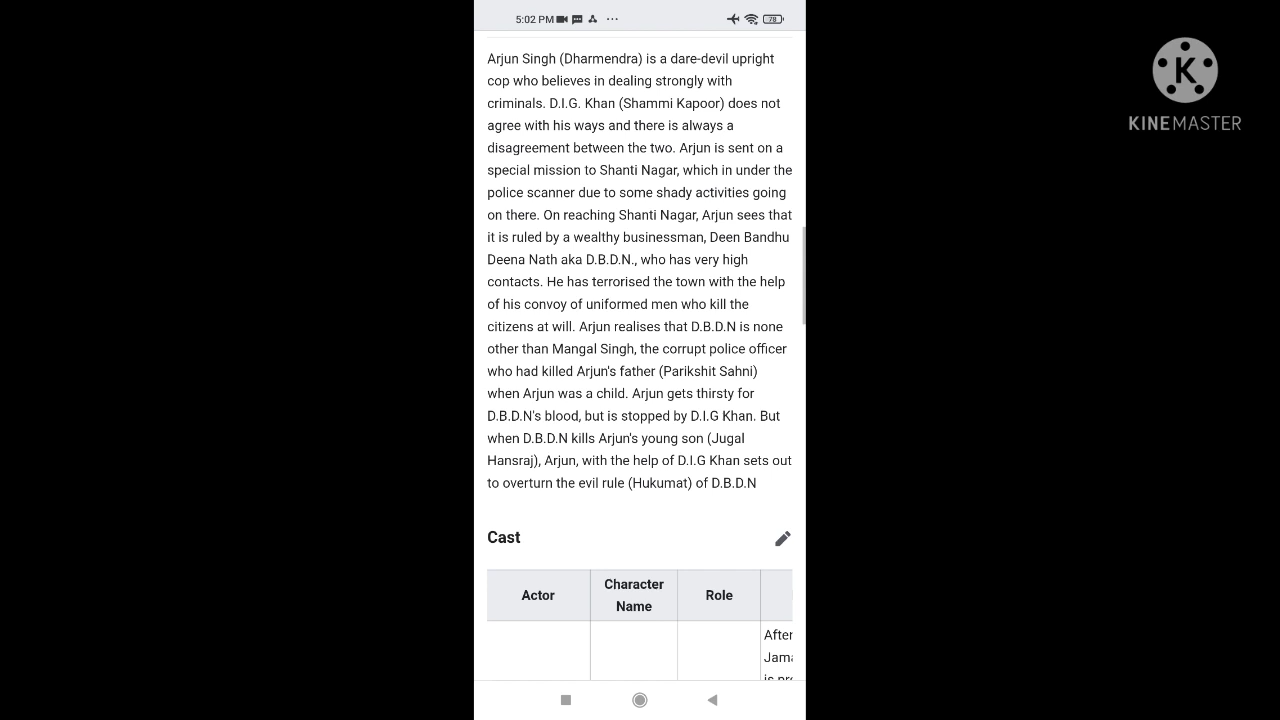 5:02 PM
78
K
KINEMASTER
Arjun Singh (Dharmendra) is a dare-devil upright
cop who believes in dealing strongly with
criminals. D.I.G. Khan (Shammi Kapoor) does not
agree with his ways and there is always a
disagreement between the two. Arjun is sent on a
special mission to Shanti Nagar, which in under the
police scanner due to some shady activities going
on there. On reaching Shanti Nagar, Arjun sees that
it is ruled by a wealthy businessman, Deen Bandhu
Deena Nath aka D.B.D.N., who has very high
contacts. He has terrorised the town with the help
of his convoy of uniformed men who kill the
citizens at will. Arjun realises that D.B.D.N is none
other than Mangal Singh, the corrupt police officer
who had killed Arjun's father (Parikshit Sahni)
when Arjun was a child. Arjun gets thirsty for
D.B.D.N's blood, but is stopped by D.I.G Khan. But
when D.B.D.N kills Arjun's young son (Jugal
Hansraj), Arjun, with the help of D.I.G Khan sets out
to overturn the evil rule (Hukumat) of D.B.D.N
Cast
Actor
Character
Name
Role
After